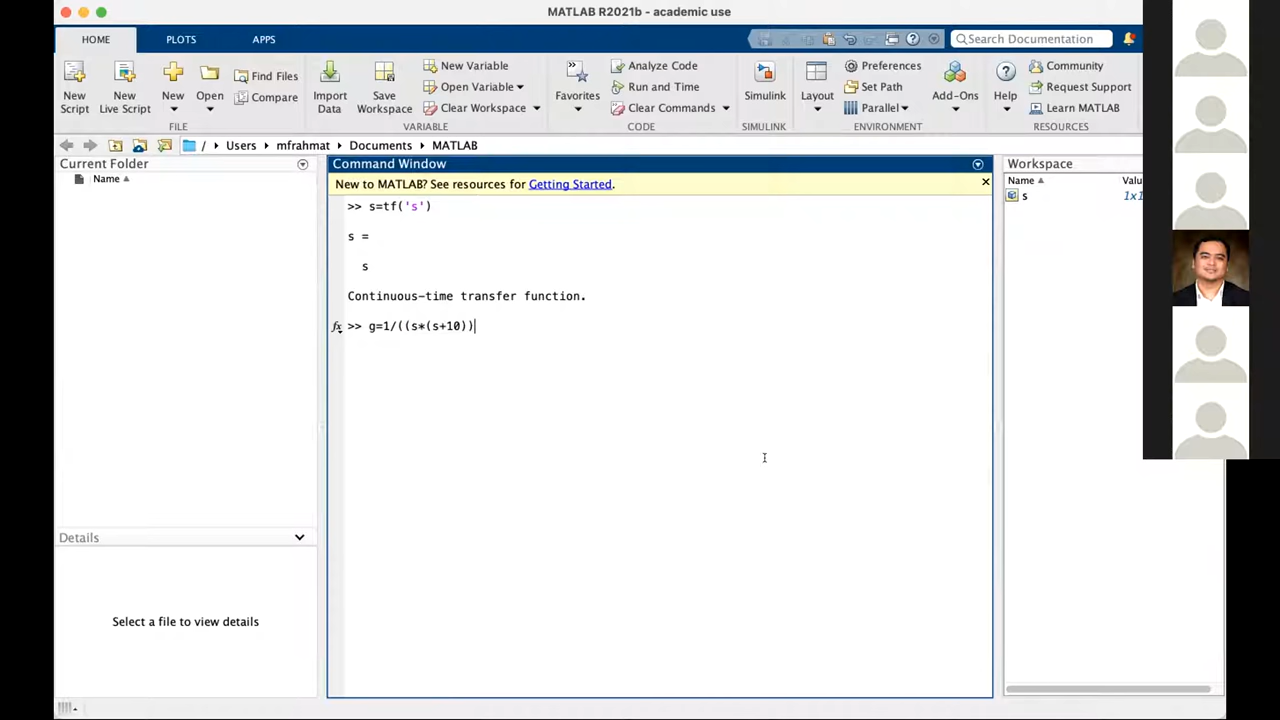 MATLAB R2021b - academic use
HOME PLOTS APPS
Search Documentation
New Script
New Live Script
New
Open
Find Files
Compare
FILE
Import Data
Save Workspace
New Variable
Open Variable
Clear Workspace
VARIABLE
Favorites
Analyze Code
Run and Time
Clear Commands
CODE
Simulink
SIMULINK
Layout
Preferences
Set Path
Parallel
Add-Ons
ENVIRONMENT
Help
Community
Request Support
Learn MATLAB
RESOURCES
/ Users mfrahmat Documents MATLAB
Current Folder
Name
Details
Select a file to view details
Command Window
New to MATLAB? See resources for Getting Started.
>> s=tf('s')
s =
s
Continuous-time transfer function.
fx >> g=1/((s*(s+10))
Workspace
Name Valu
s 1x1